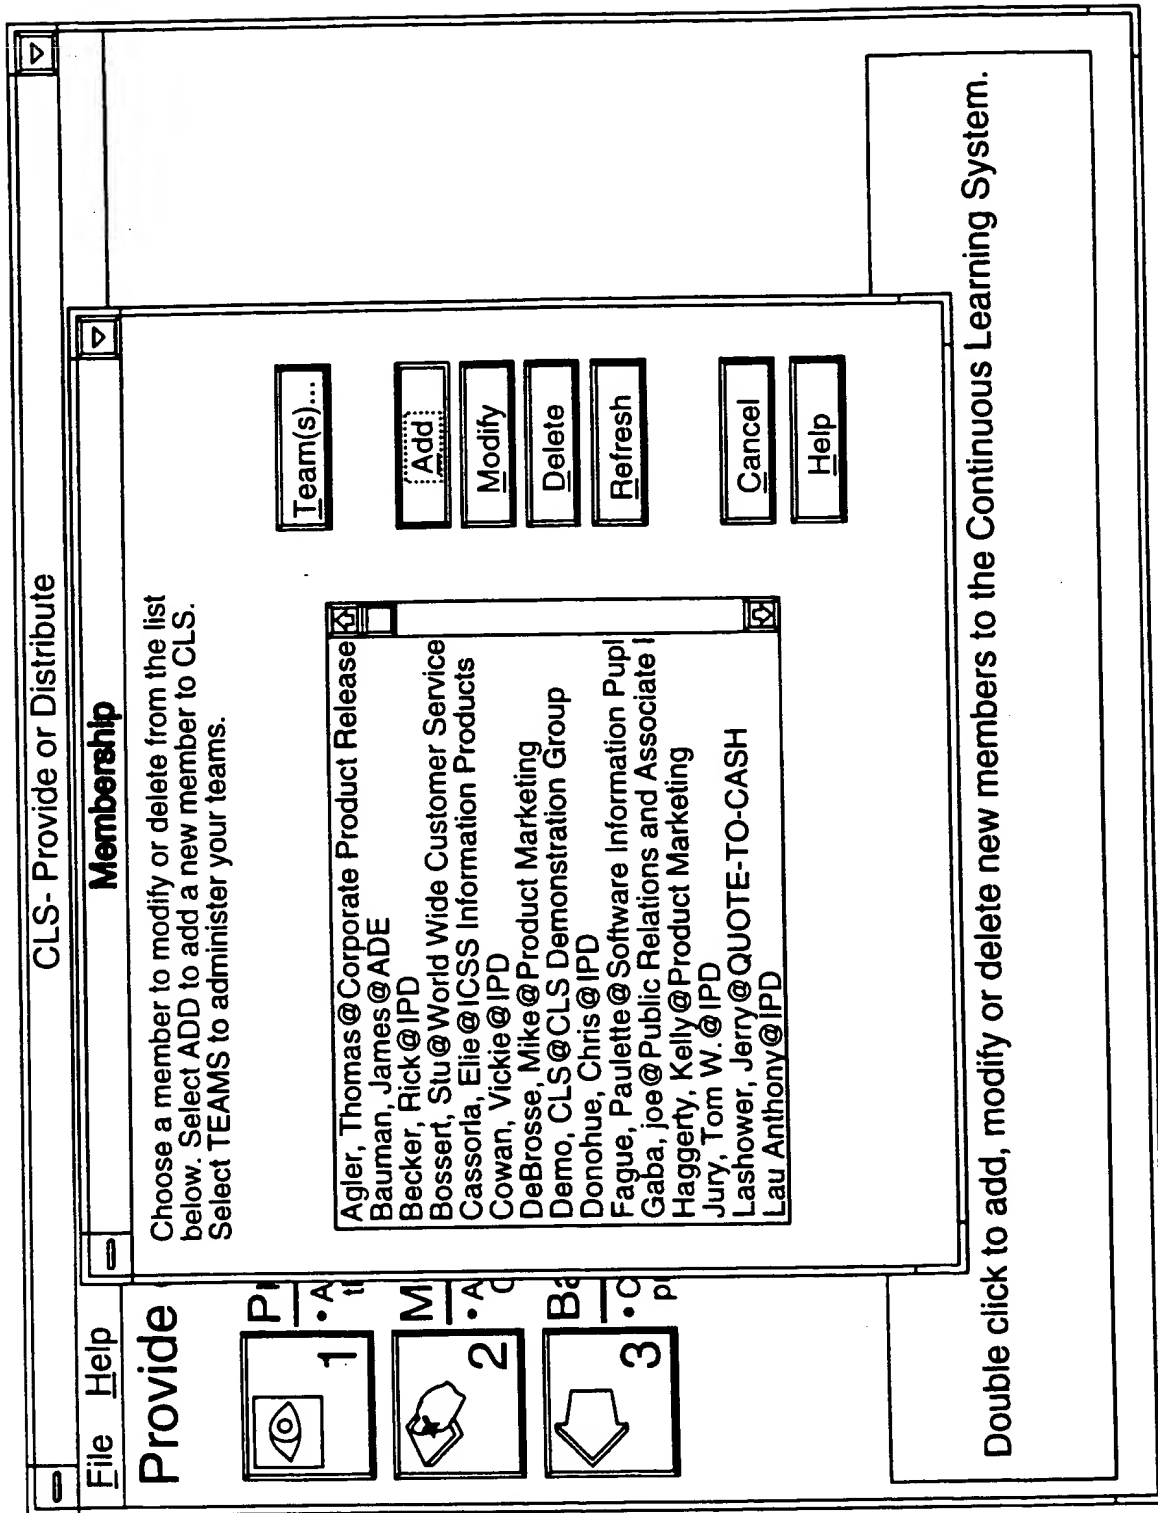 CLS- Provide or Distribute
File Help
Provide
Membership
Choose a member to modify or delete from the list
below. Select ADD to add a new member to CLS.
Select TEAMS to administer your teams.
Team(s)...
Agler, Thomas@Corporate Product Release
Bauman, James@ADE
Becker, Rick@IPD
Bossert, Stu@World Wide Customer Service
Cassorla, Elie@ICSS Information Products
Cowan, Vickie@IPD
DeBrosse, Mike@Product Marketing
Demo, CLS@CLS Demonstration Group
Donohue, Chris@IPD
Fague, Paulette@Software Information Pupl
Gaba, joe@Public Relations and Associate
Haggerty, Kelly@Product Marketing
Jury, Tom W.@IPD
Lashower, Jerry@QUOTE-TO-CASH
Lau Anthony@IPD
Add
Modify
Delete
Refresh
Cancel
Help
1
2
M
3
Ba
Double click to add, modify or delete new members to the Continuous Learning System.